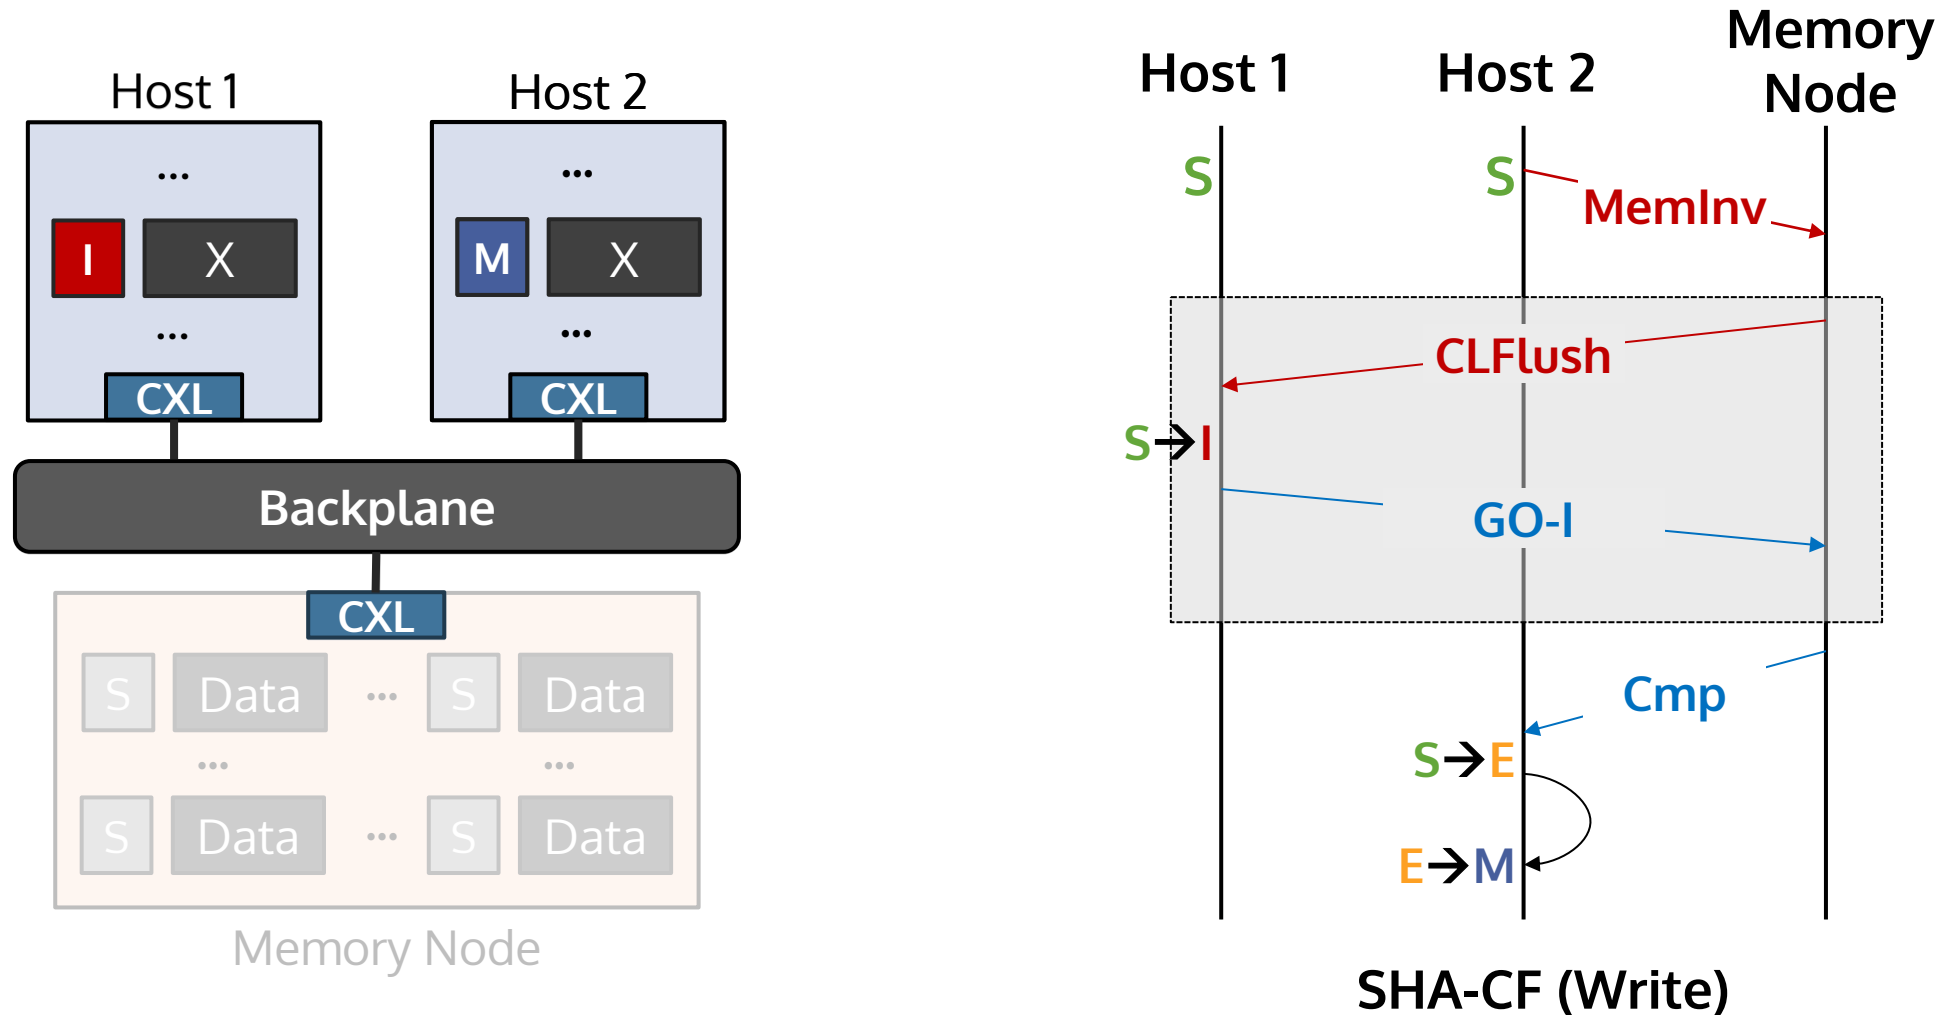 Host 1
Host 2
...
...
I
X
M
X
...
...
CXL
CXL
Backplane
CXL
S
Data
...
S
Data
...
...
S
Data
...
S
Data
Memory Node
Host 1
Host 2
Memory
Node
S
S
MemInv
CLFlush
S→I
GO-I
Cmp
S→E
E→M
SHA-CF (Write)